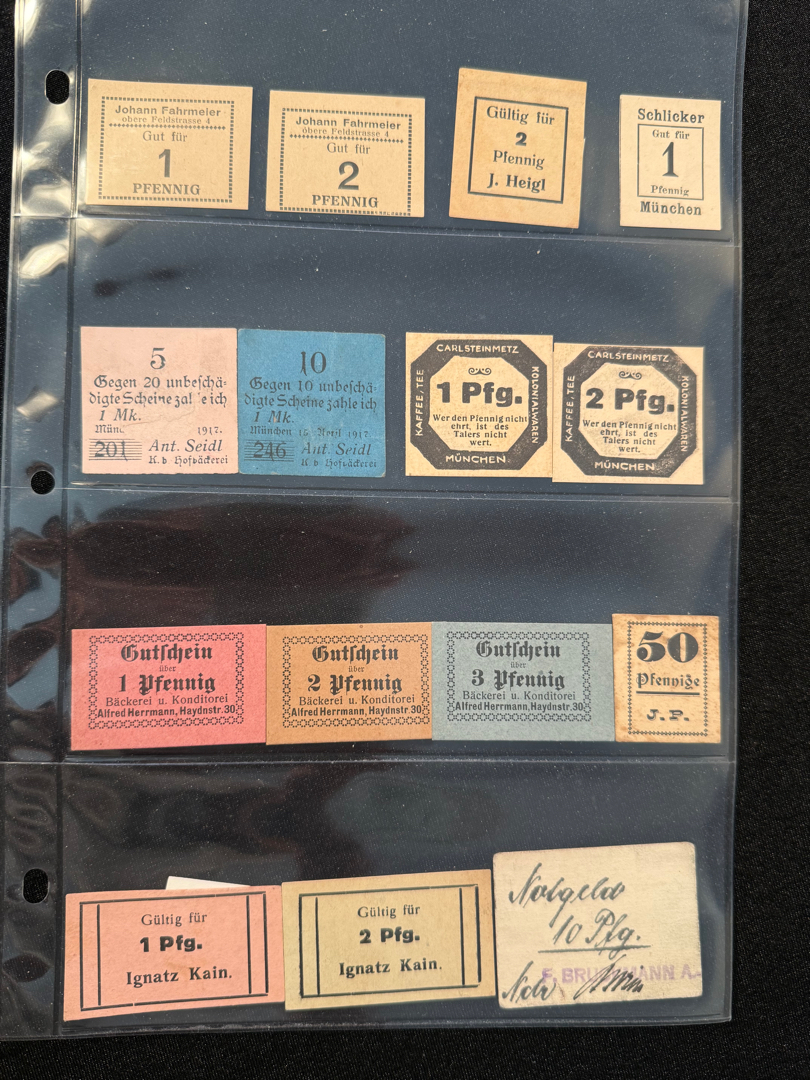 Johann Fahrmeier
obere Feldstrasse 4
Gut für
1
PFENNIG
Johann Fahrmeier
obere Feldstrasse 4
Gut für
2
PFENNIG
Gültig für
2
Pfennig
J. Heigl
Schlicker
Gut für
1
Pfennig
München
5
Gegen 20 unbeſchä-
digte Scheine zahle ich
1 Mk.
1917.
201 Ant. Seidl
K. b. Hofbäckerei
10
Gegen 10 unbeſchä-
digte Scheine zahle ich
1 Mk.
München 15. April 1917.
246 Ant. Seidl
K. b. Hofbäckerei
CARL STEINMETZ
KAFFEE, TEE
KOLONIALWAREN
1 Pfg.
Wer den Pfennig nicht
ehrt, ist des
Talers nicht
wert.
MÜNCHEN
CARL STEINMETZ
KAFFEE, TEE
KOLONIALWAREN
2 Pfg.
Wer den Pfennig nicht
ehrt, ist des
Talers nicht
wert.
MÜNCHEN
Gutſchein
über
1 Pfennig
Bäckerei u. Konditorei
Alfred Herrmann, Haydnstr. 30
Gutſchein
über
2 Pfennig
Bäckerei u. Konditorei
Alfred Herrmann, Haydnstr. 30
Gutſchein
über
3 Pfennig
Bäckerei u. Konditorei
Alfred Herrmann, Haydnstr. 30
50
Pfennige
J. P.
Gültig für
1 Pfg.
Ignatz Kain.
Gültig für
2 Pfg.
Ignatz Kain.
Notgeld
10 Pfg.